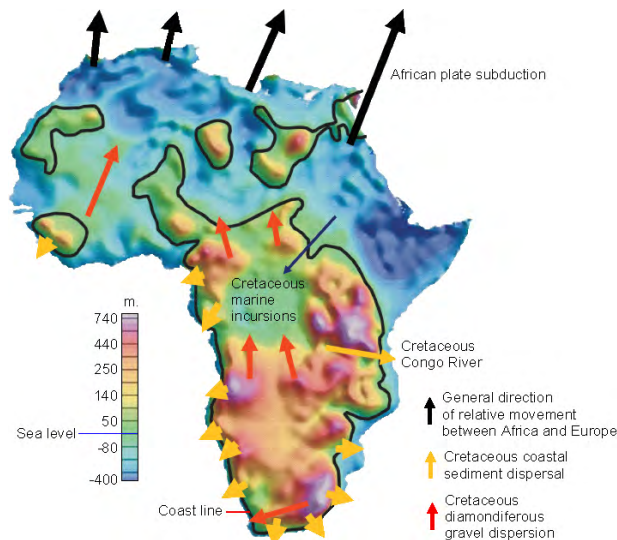 African plate subduction
Cretaceous
marine
incursions
m.
740
440
250
140
50
-80
-400
Sea level
Cretaceous
Congo River
General direction
of relative movement
between Africa and Europe
Cretaceous coastal
sediment dispersal
Coast line
Cretaceous
diamondiferous
gravel dispersion